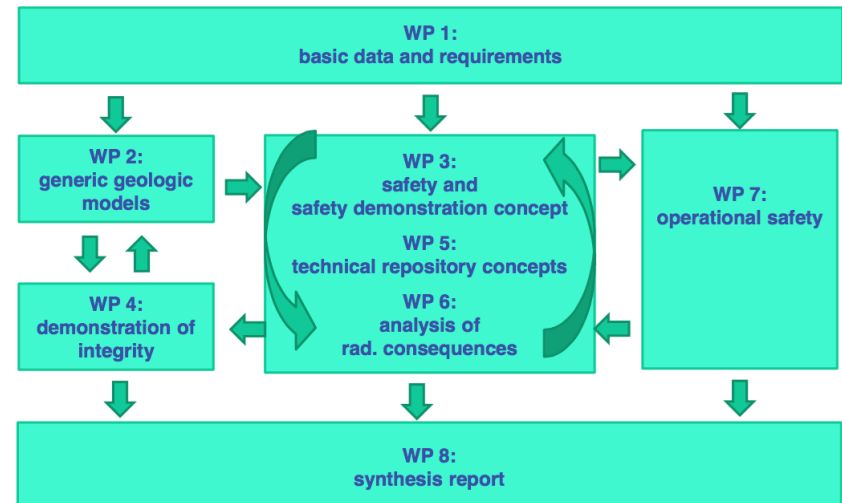 WP 1:
basic data and requirements
WP 2:
generic geologic
models
WP 3:
safety and
safety demonstration concept
WP 5:
technical repository concepts
WP 6:
analysis of
rad. consequences
WP 7:
operational safety
WP 4:
demonstration of
integrity
WP 8:
synthesis report